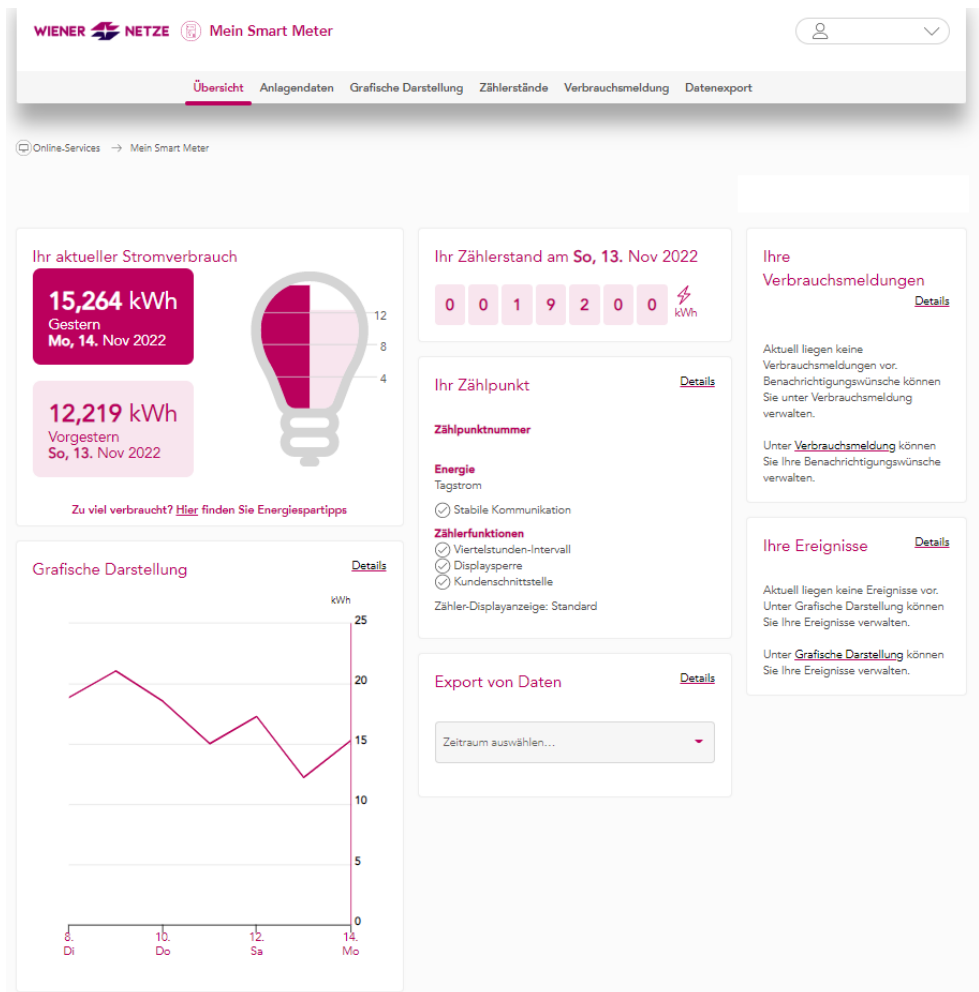 WIENER NETZE Mein Smart Meter
Übersicht Anlagendaten Grafische Darstellung Zählerstände Verbrauchsmeldung Datenexport
Online-Services → Mein Smart Meter
Ihr aktueller Stromverbrauch
15,264 kWh
Gestern
Mo, 14. Nov 2022
12,219 kWh
Vorgestern
So, 13. Nov 2022
12
8
4
Zu viel verbraucht? Hier finden Sie Energiespartipps
Grafische Darstellung
Details
kWh
25
20
15
10
5
0
8. 10. 12. 14.
Di Do Sa Mo
Ihr Zählerstand am So, 13. Nov 2022
0 0 1 9 2 0 0 kWh
Ihr Zählpunkt
Details
Zählpunktnummer
Energie
Tagstrom
Stabile Kommunikation
Zählerfunktionen
Viertelstunden-Intervall
Displaysperre
Kundenschnittstelle
Zähler-Displayanzeige: Standard
Export von Daten
Details
Zeitraum auswählen...
Ihre
Verbrauchsmeldungen
Details
Aktuell liegen keine
Verbrauchsmeldungen vor.
Benachrichtigungswünsche können
Sie unter Verbrauchsmeldung
verwalten.
Unter Verbrauchsmeldung können
Sie Ihre Benachrichtigungswünsche
verwalten.
Ihre Ereignisse
Details
Aktuell liegen keine Ereignisse vor.
Unter Grafische Darstellung können
Sie Ihre Ereignisse verwalten.
Unter Grafische Darstellung können
Sie Ihre Ereignisse verwalten.